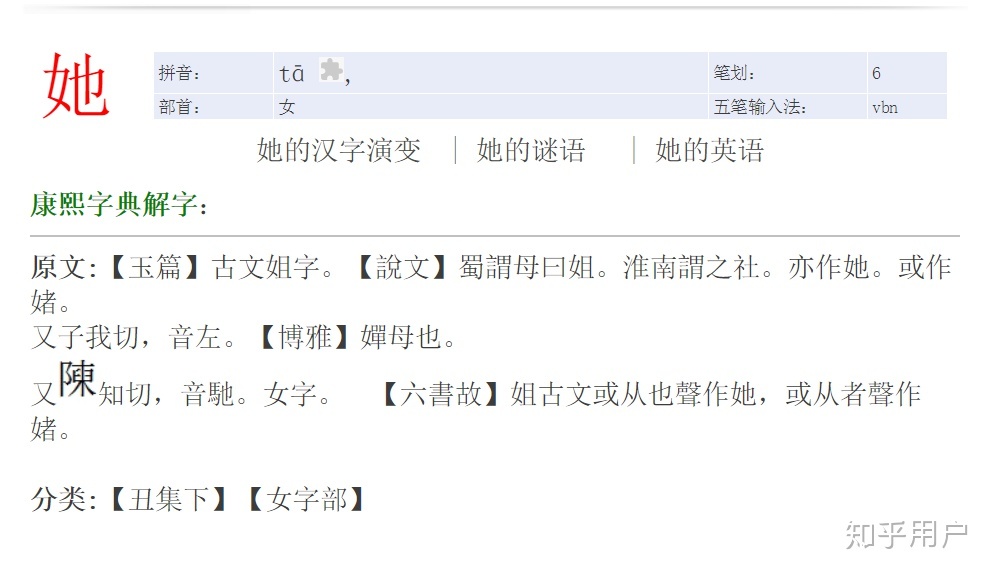 她
拼音: tā , 笔划: 6
部首: 女 五笔输入法: vbn
她的汉字演变 | 她的谜语 | 她的英语
康熙字典解字:
原文:【玉篇】古文姐字。【說文】蜀謂母曰姐。淮南謂之社。亦作她。或作
媎。
又子我切，音左。【博雅】媓母也。
又陳知切，音馳。女字。 【六書故】姐古文或从也聲作她，或从者聲作
媎。
分类:【丑集下】【女字部】
知乎用户